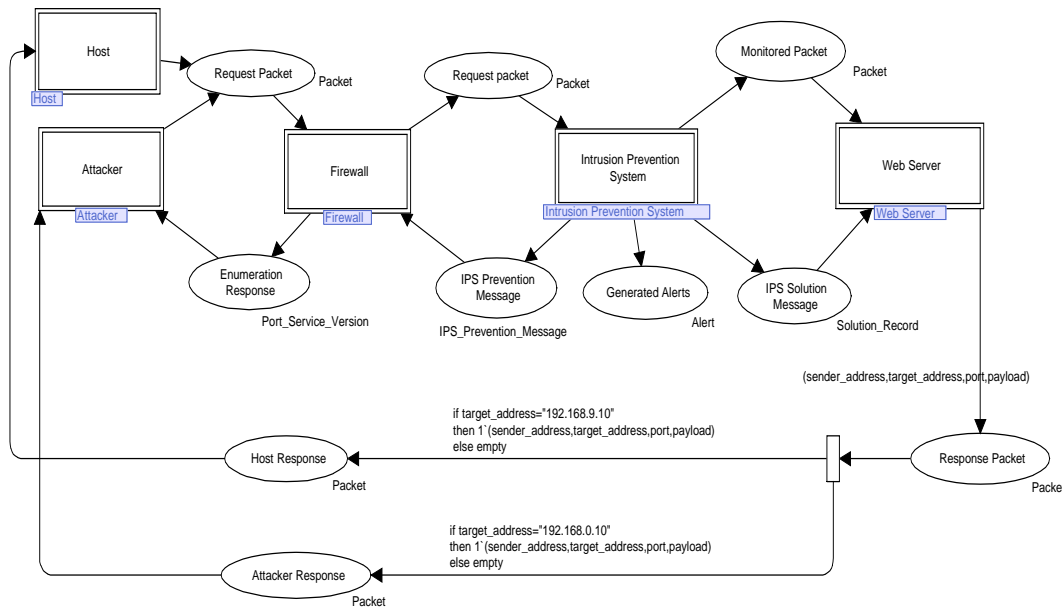 Host
Host
Request Packet
Packet
Request packet
Packet
Monitored Packet
Packet
Attacker
Attacker
Firewall
Firewall
Intrusion Prevention
System
Intrusion Prevention System
Web Server
Web Server
Enumeration
Response
Port_Service_Version
IPS Prevention
Message
IPS_Prevention_Message
Generated Alerts
Alert
IPS Solution
Message
Solution_Record
(sender_address,target_address,port,payload)
if target_address="192.168.9.10"
then 1`(sender_address,target_address,port,payload)
else empty
Host Response
Packet
Response Packet
Packe
if target_address="192.168.0.10"
then 1`(sender_address,target_address,port,payload)
else empty
Attacker Response
Packet